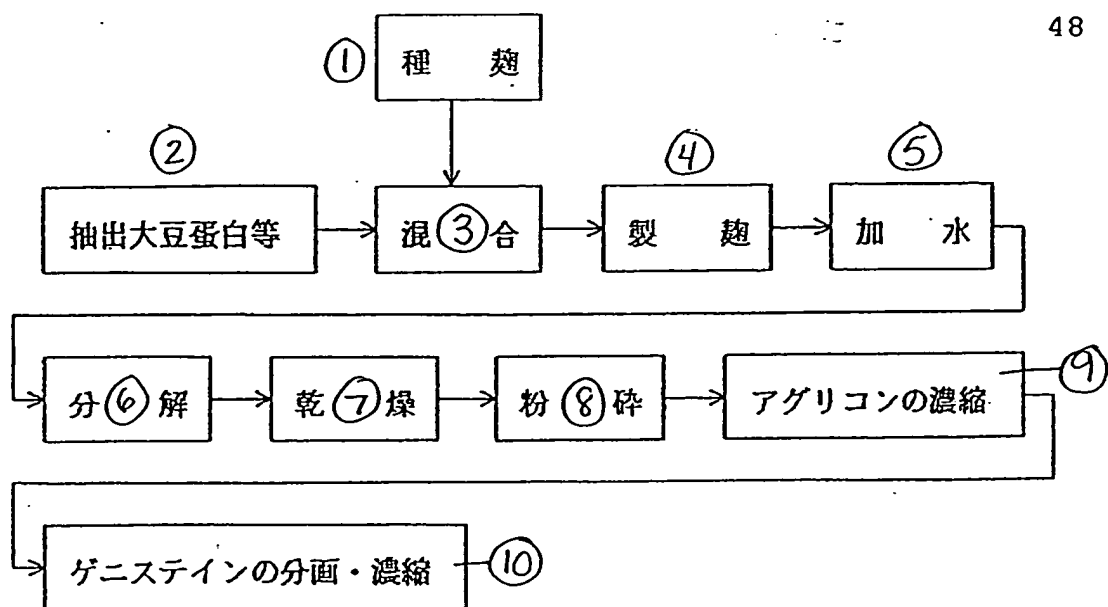 48
① 種 麹
② ④ ⑤
抽出大豆蛋白等 混③合 製 麹 加 水
分⑥解 乾⑦燥 粉⑧砕 アグリコンの濃縮 ⑨
ゲニステインの分画・濃縮 ⑩